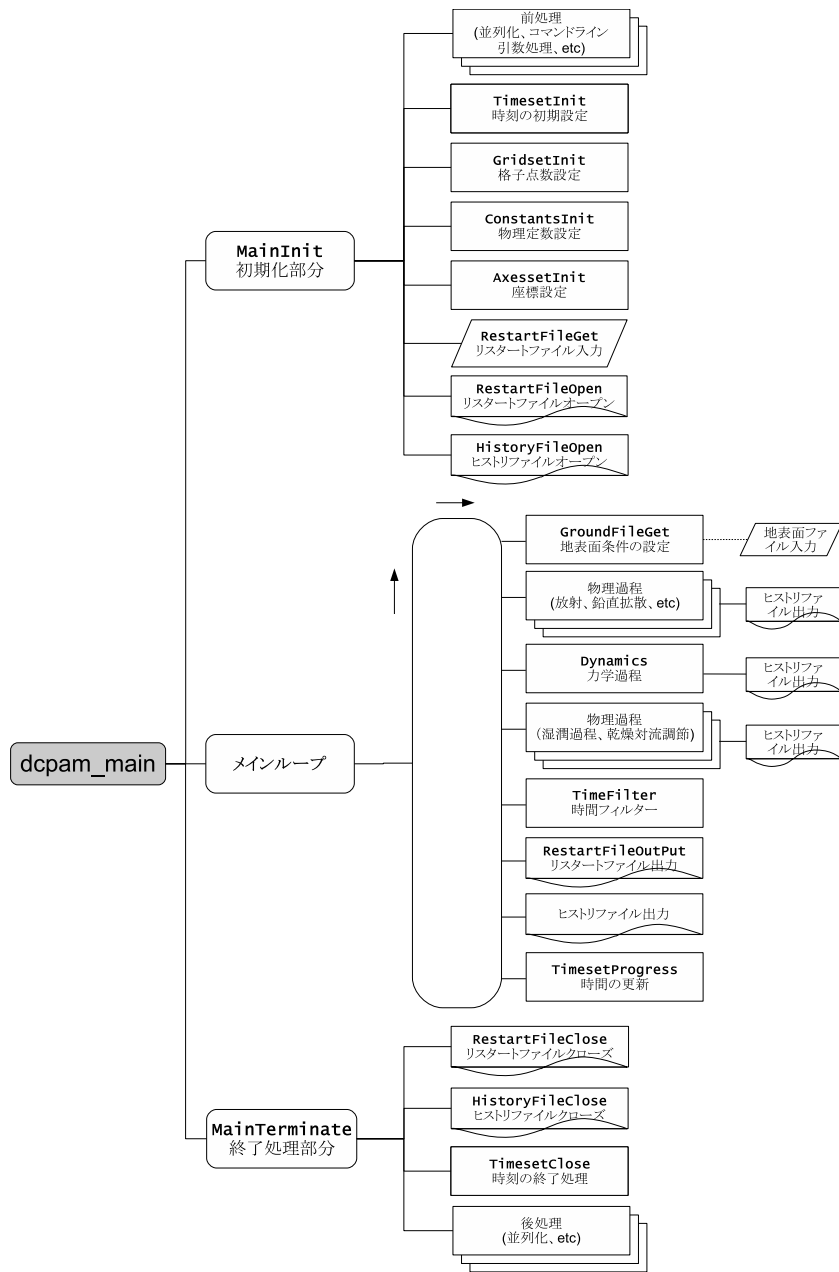 前処理
(並列化、コマンドライン
引数処理、etc)
TimesetInit
時刻の初期設定
GridsetInit
格子点数設定
ConstantsInit
物理定数設定
AxessetInit
座標設定
RestartFileGet
リスタートファイル入力
RestartFileOpen
リスタートファイルオープン
HistoryFileOpen
ヒストリファイルオープン
MainInit
初期化部分
GroundFileGet
地表面条件の設定
地表面ファ
イル入力
物理過程
(放射、鉛直拡散、etc)
ヒストリファ
イル出力
Dynamics
力学過程
ヒストリファ
イル出力
物理過程
(湿潤過程、乾燥対流調節)
ヒストリファ
イル出力
dcpam_main
メインループ
TimeFilter
時間フィルター
RestartFileOutPut
リスタートファイル出力
ヒストリファイル出力
TimesetProgress
時間の更新
MainTerminate
終了処理部分
RestartFileClose
リスタートファイルクローズ
HistoryFileClose
ヒストリファイルクローズ
TimesetClose
時刻の終了処理
後処理
(並列化、etc)